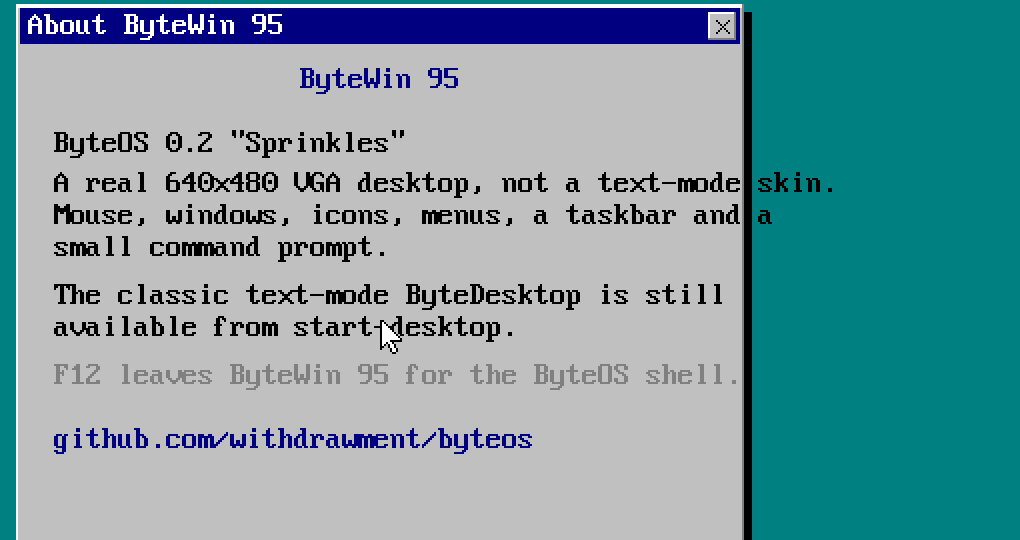 About ByteWin 95
ByteWin 95
ByteOS 0.2 "Sprinkles"
A real 640x480 VGA desktop, not a text-mode skin.
Mouse, windows, icons, menus, a taskbar and a
small command prompt.
The classic text-mode ByteDesktop is still
available from start-desktop.
F12 leaves ByteWin 95 for the ByteOS shell.
github.com/withdrawment/byteos